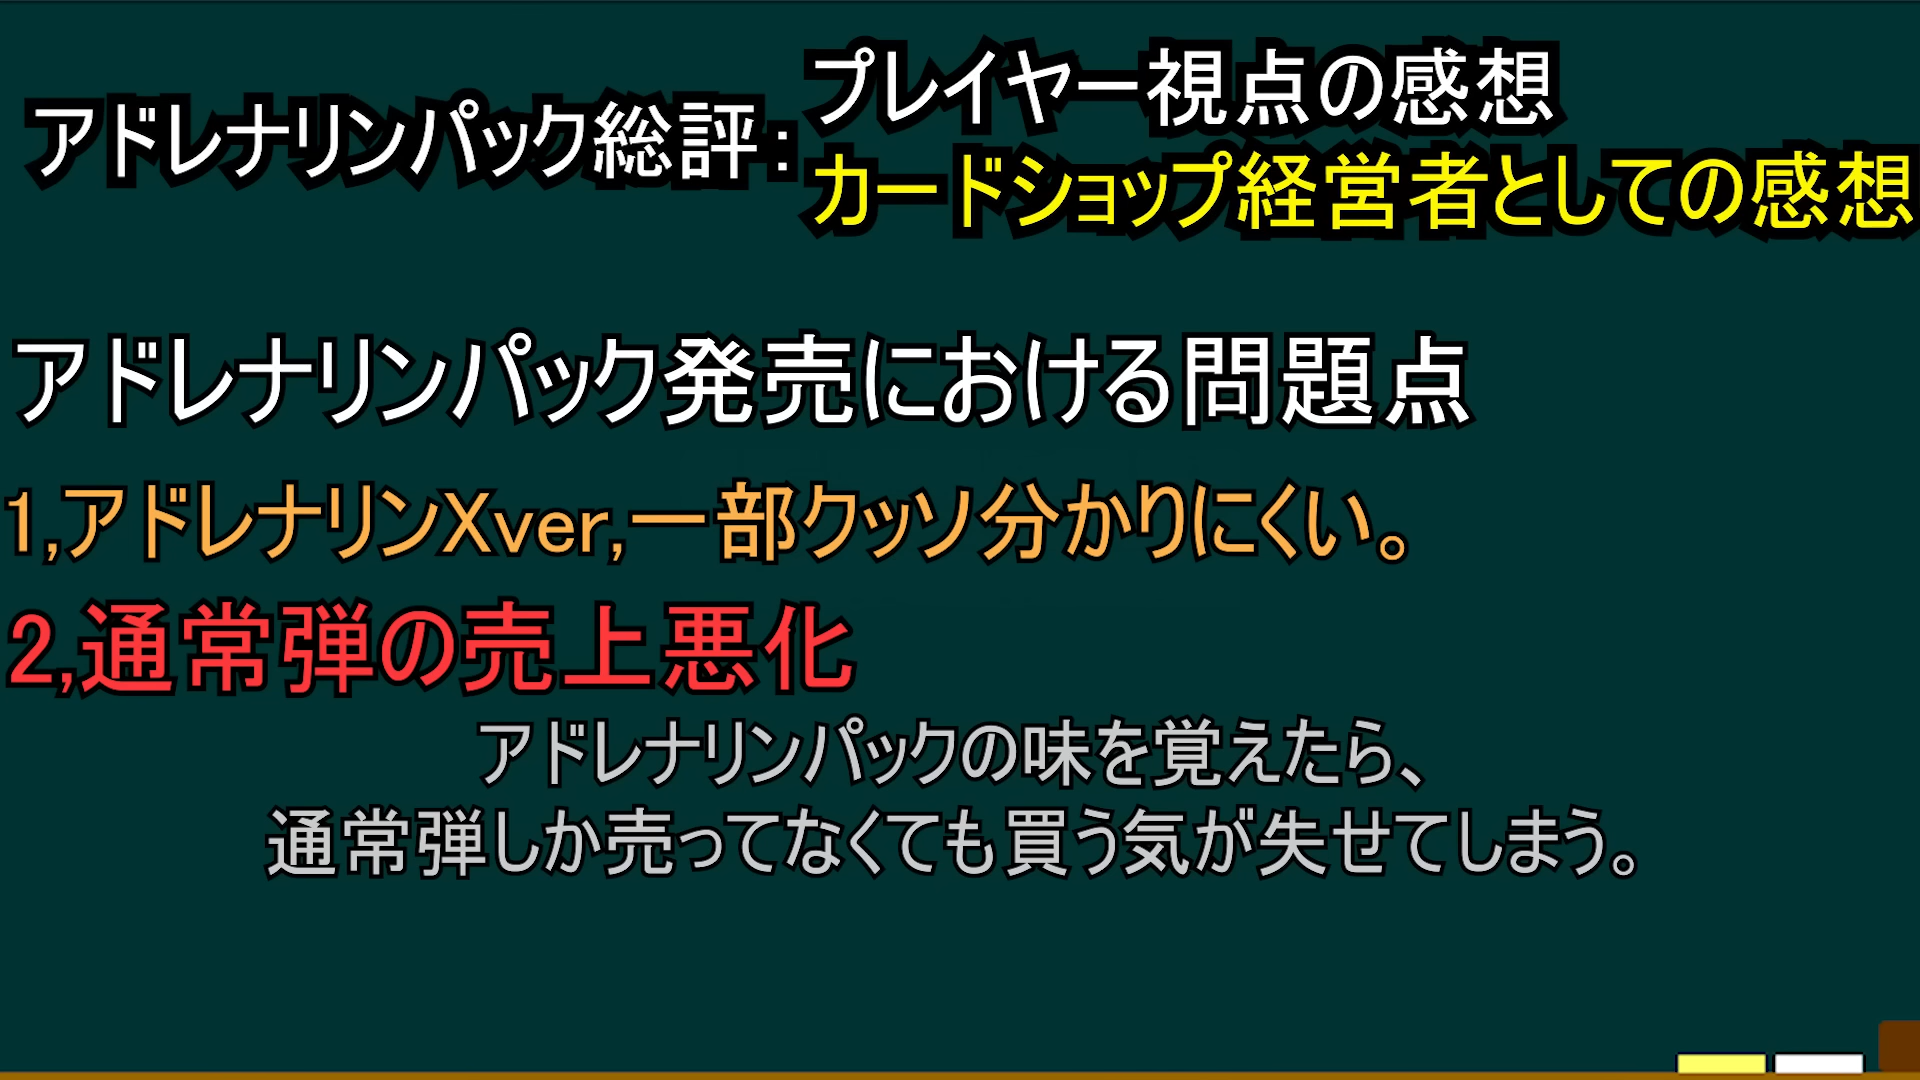 アドレナリンパック総評:
プレイヤー視点の感想
カードショップ経営者としての感想
アドレナリンパック発売における問題点
1,アドレナリンXver,一部クッソ分かりにくい。
2,通常弾の売上悪化
アドレナリンパックの味を覚えたら、
通常弾しか売ってなくても買う気が失せてしまう。